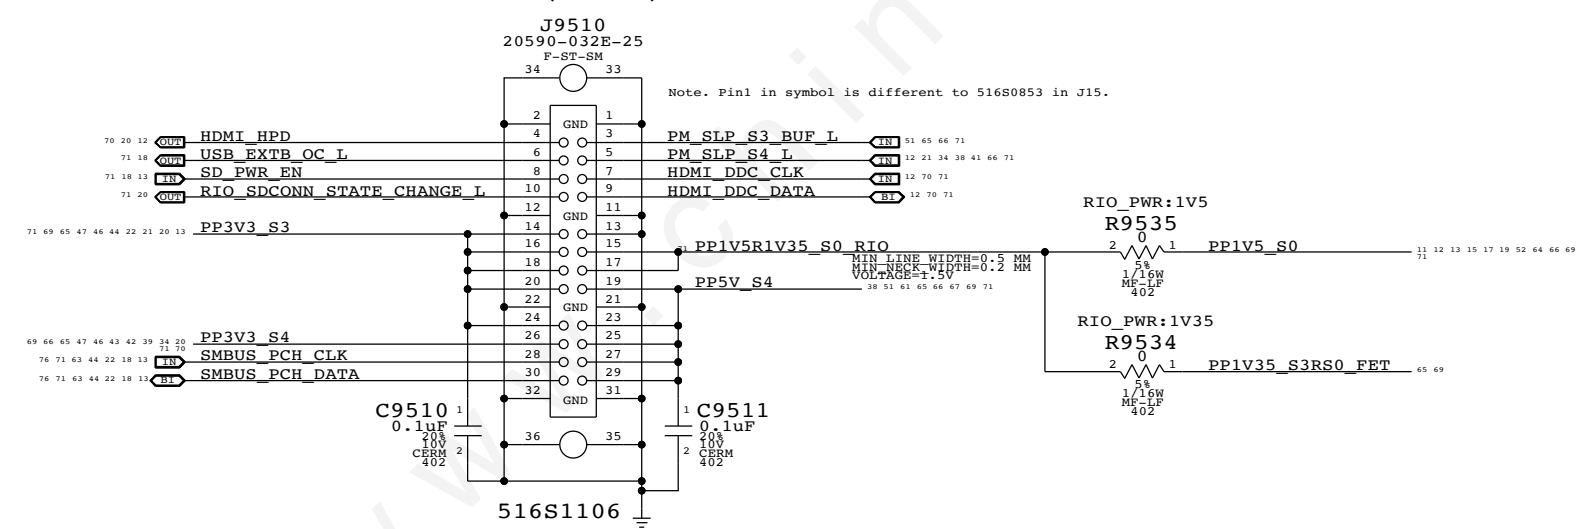 J9510
20590-032E-25
F-ST-SM
34 33
Note. Pin1 in symbol is different to 516S0853 in J15.
2 GND 1
70 20 12 OUT HDMI_HPD 4 3 PM_SLP_S3_BUF_L IN 51 65 66 71
71 18 OUT USB_EXTB_OC_L 6 5 PM_SLP_S4_L IN 12 21 34 38 41 66 71
71 18 13 IN SD_PWR_EN 8 7 HDMI_DDC_CLK IN 12 70 71
71 20 OUT RIO_SDCONN_STATE_CHANGE_L 10 9 HDMI_DDC_DATA BI 12 70 71
12 GND 11
71 69 65 47 46 44 22 21 20 13 PP3V3_S3 14 13
16 15 71 PP1V5R1V35_S0_RIO
MIN_LINE_WIDTH=0.5 MM
MIN_NECK_WIDTH=0.2 MM
VOLTAGE=1.5V
18 17
20 19 PP5V_S4 38 51 61 65 66 67 69 71
22 GND 21
24 23
69 66 65 47 46 43 42 39 34 20 PP3V3_S4 26 25
71 70
76 71 63 44 22 18 13 IN SMBUS_PCH_CLK 28 27
76 71 63 44 22 18 13 BI SMBUS_PCH_DATA 30 29
32 GND 31
36 35
RIO_PWR:1V5
R9535
0
2 1 PP1V5_S0 11 12 13 15 17 19 52 64 66 69
71
5%
1/16W
MF-LF
402
RIO_PWR:1V35
R9534
0
2 1 PP1V35_S3RS0_FET 65 69
5%
1/16W
MF-LF
402
C9510 1
0.1uF
20%
10V
CERM 2
402
1 C9511
0.1uF
20%
10V
2 CERM
402
516S1106
www.chin